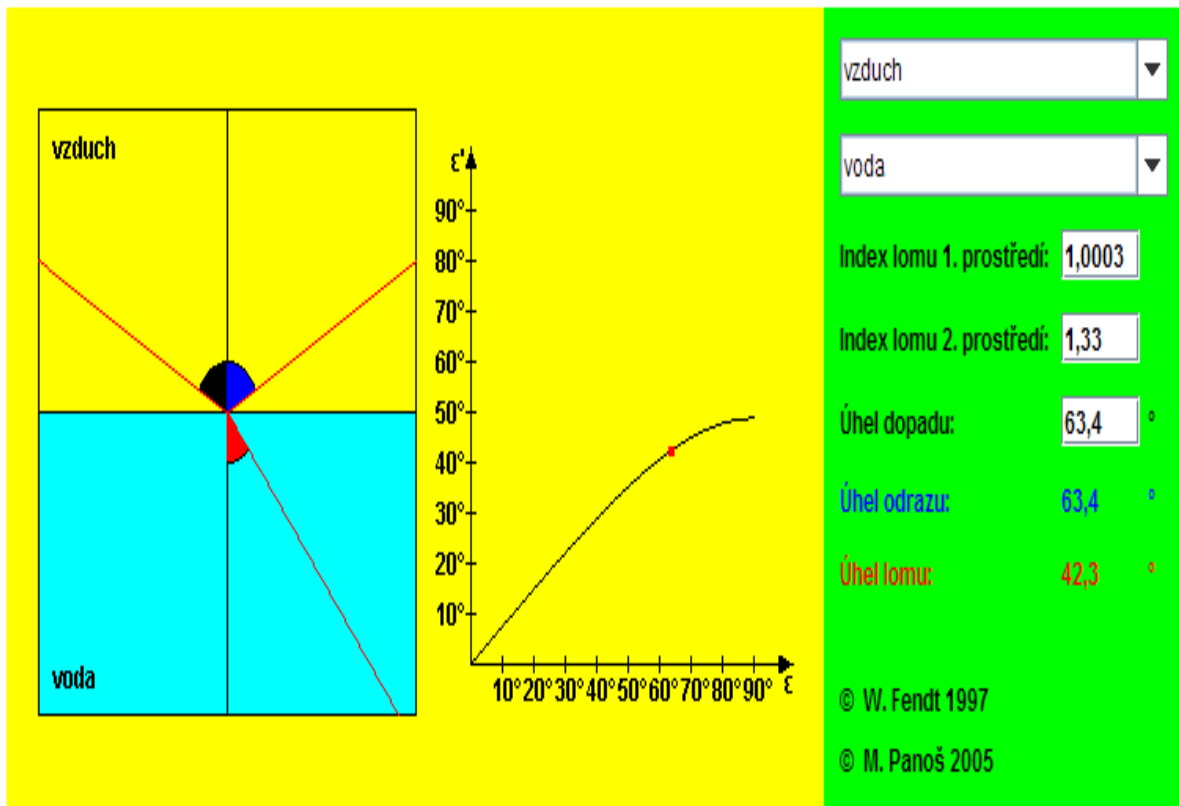 vzduch
voda
ε'
90°
80°
70°
60°
50°
40°
30°
20°
10°
10° 20° 30° 40° 50° 60° 70° 80° 90° ε
vzduch
voda
Index lomu 1. prostředí: 1,0003
Index lomu 2. prostředí: 1,33
Úhel dopadu: 63,4 °
Úhel odrazu: 63,4 °
Úhel lomu: 42,3 °
© W. Fendt 1997
© M. Panoš 2005